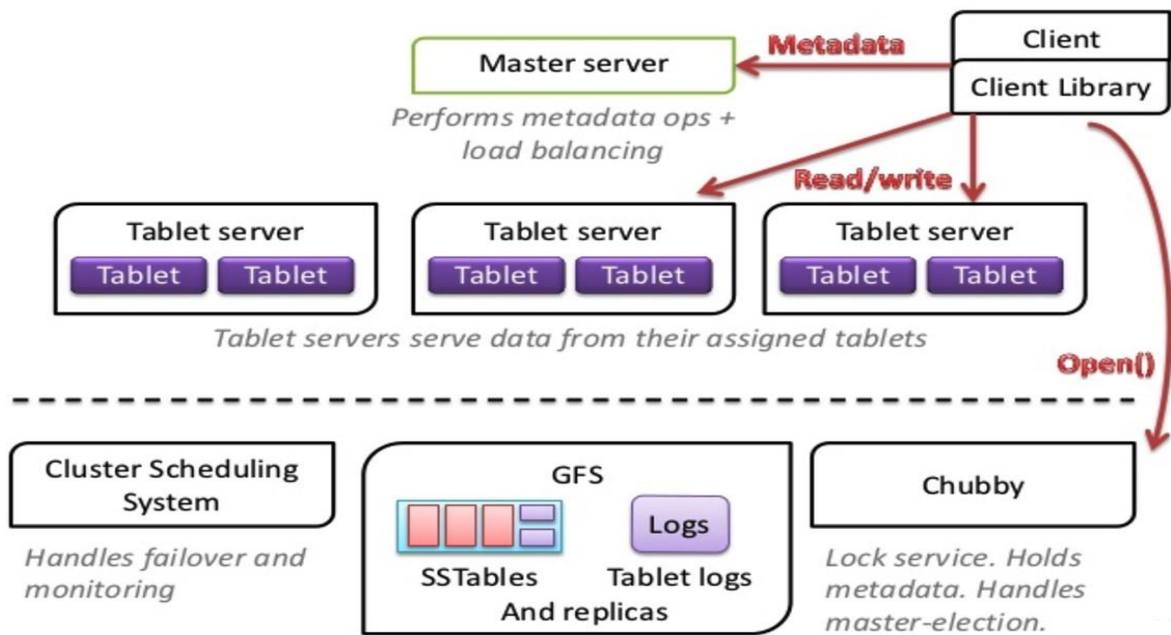 Client
Client Library
Metadata
Master server
Performs metadata ops +
load balancing
Read/write
Tablet server
Tablet Tablet
Tablet server
Tablet Tablet
Tablet server
Tablet Tablet
Tablet servers serve data from their assigned tablets
Open()
Cluster Scheduling
System
Handles failover and
monitoring
GFS
Logs
SSTables
Tablet logs
And replicas
Chubby
Lock service. Holds
metadata. Handles
master-election.